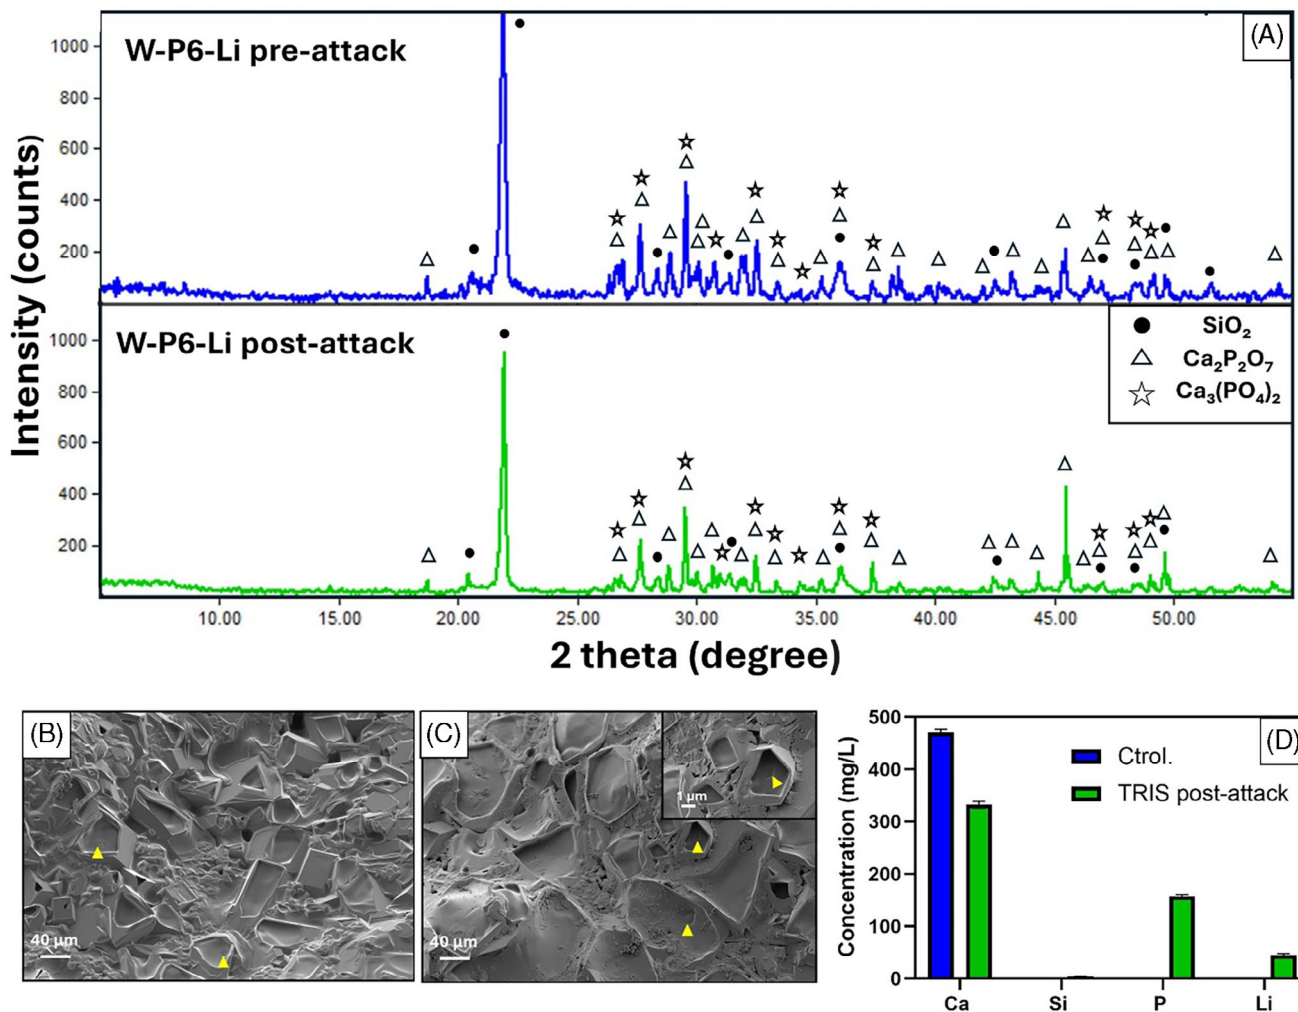 (A)
W-P6-Li pre-attack
1000
800
600
400
200
W-P6-Li post-attack
1000
800
600
400
200
Intensity (counts)
SiO₂
Ca₂P₂O₇
Ca₃(PO₄)₂
10.00 15.00 20.00 25.00 30.00 35.00 40.00 45.00 50.00
2 theta (degree)
(B)
40 µm
(C)
1 µm
40 µm
(D)
Concentration (mg/L)
500
400
300
200
100
0
Ctrol.
TRIS post-attack
Ca Si P Li